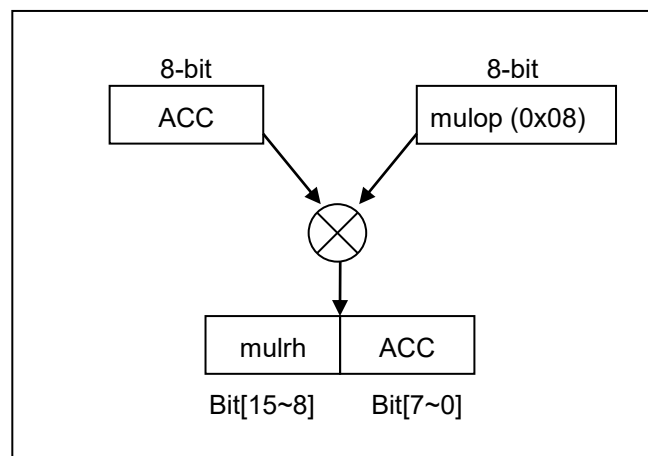 8-bit 8-bit
ACC mulop (0x08)
mulrh ACC
Bit[15~8] Bit[7~0]